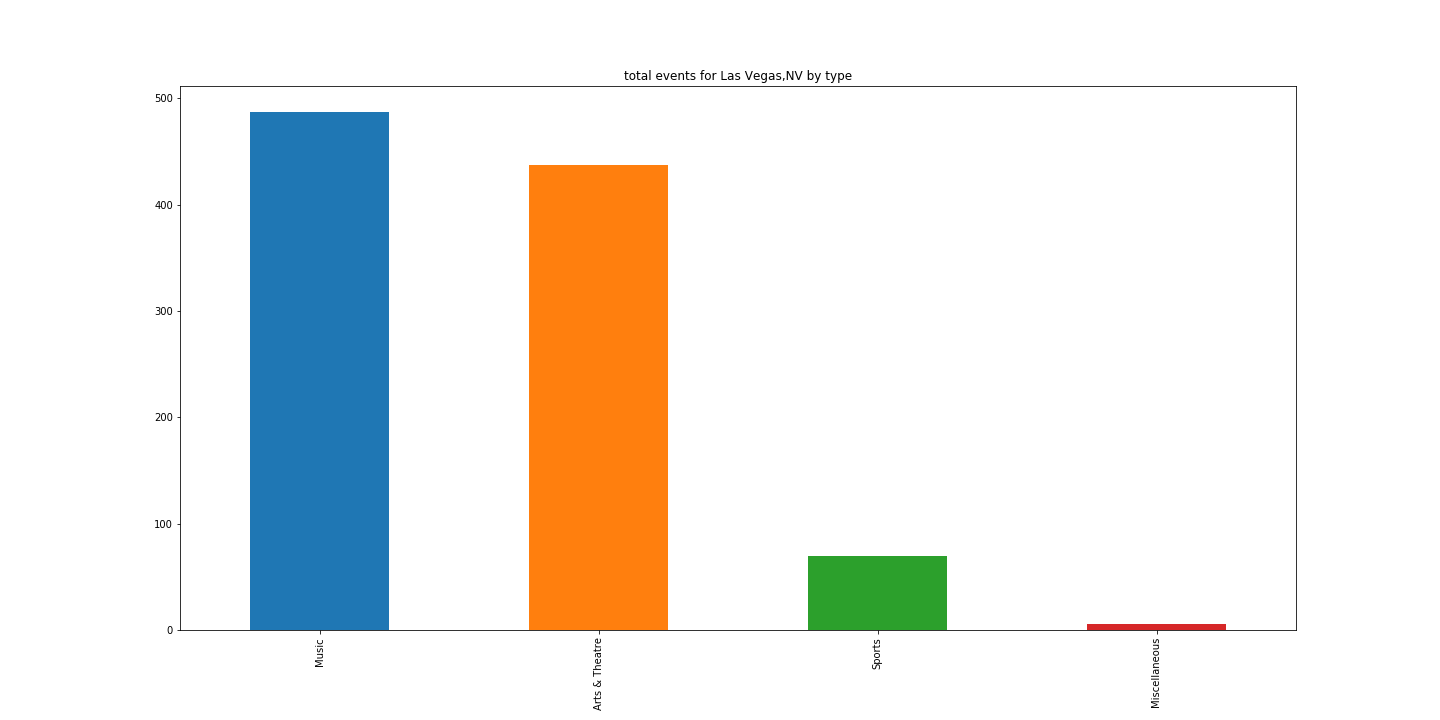 total events for Las Vegas,NV by type
500
400
300
200
100
0
Music
Arts & Theatre
Sports
Miscellaneous